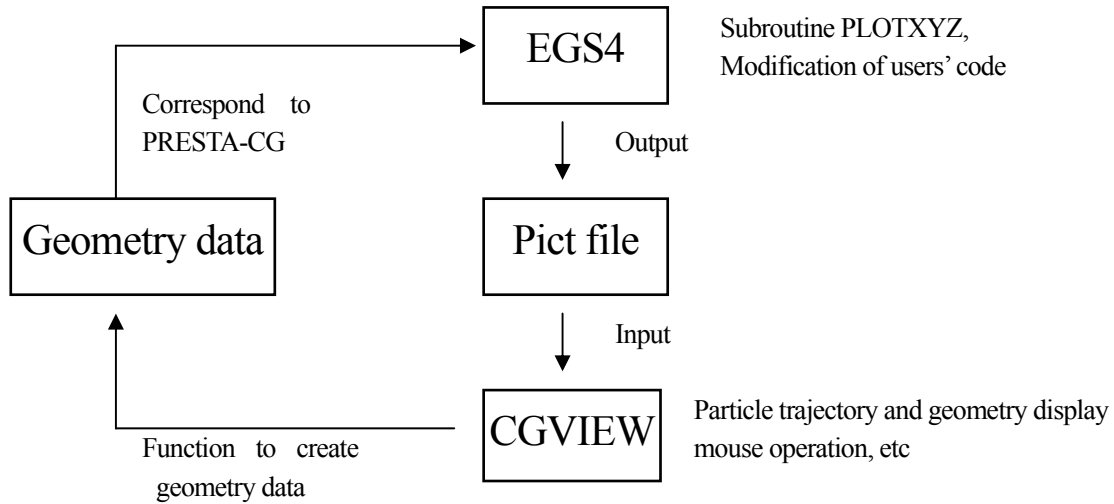 EGS4
Subroutine PLOTXYZ,
Modification of users’ code
Correspond to
PRESTA-CG
Output
Geometry data
Pict file
Input
CGVIEW
Particle trajectory and geometry display
mouse operation, etc
Function to create
geometry data